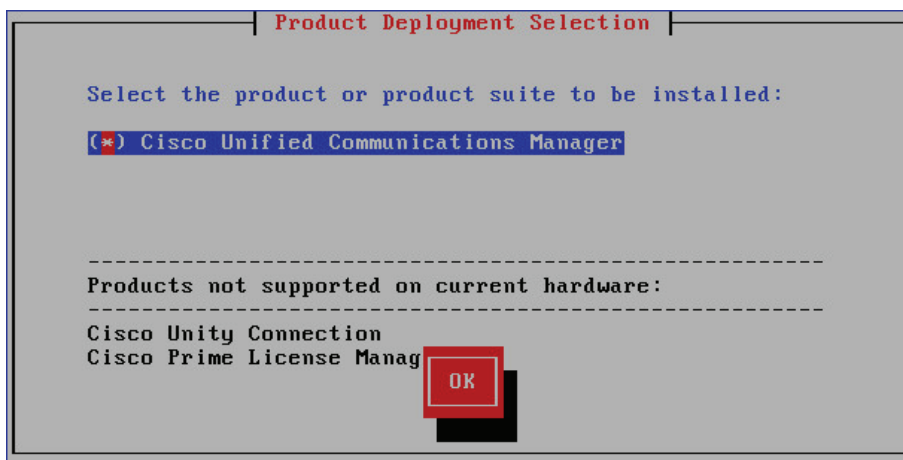 Product Deployment Selection
Select the product or product suite to be installed:
(*) Cisco Unified Communications Manager
-------------------------------------------------------
Products not supported on current hardware:
-------------------------------------------------------
Cisco Unity Connection
Cisco Prime License Manag
OK